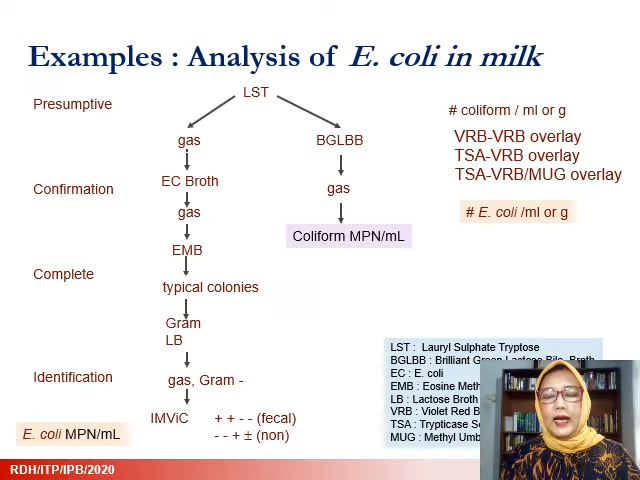 Examples : Analysis of E. coli in milk
Presumptive
LST
gas
BGLBB
Confirmation
EC Broth
gas
gas
EMB
Coliform MPN/mL
Complete
typical colonies
Gram
LB
Identification
gas, Gram -
IMViC + + - - (fecal)
- - + ± (non)
E. coli MPN/mL
# coliform / ml or g
VRB-VRB overlay
TSA-VRB overlay
TSA-VRB/MUG overlay
# E. coli /ml or g
LST : Lauryl Sulphate Tryptose
BGLBB : Brilliant Green Lactose Bile Broth
EC : E. coli
EMB : Eosine
LB : Lactose Broth
VRB : Violet Red
TSA : Trypticase
MUG : Methyl
RDH/ITP/IPB/2020